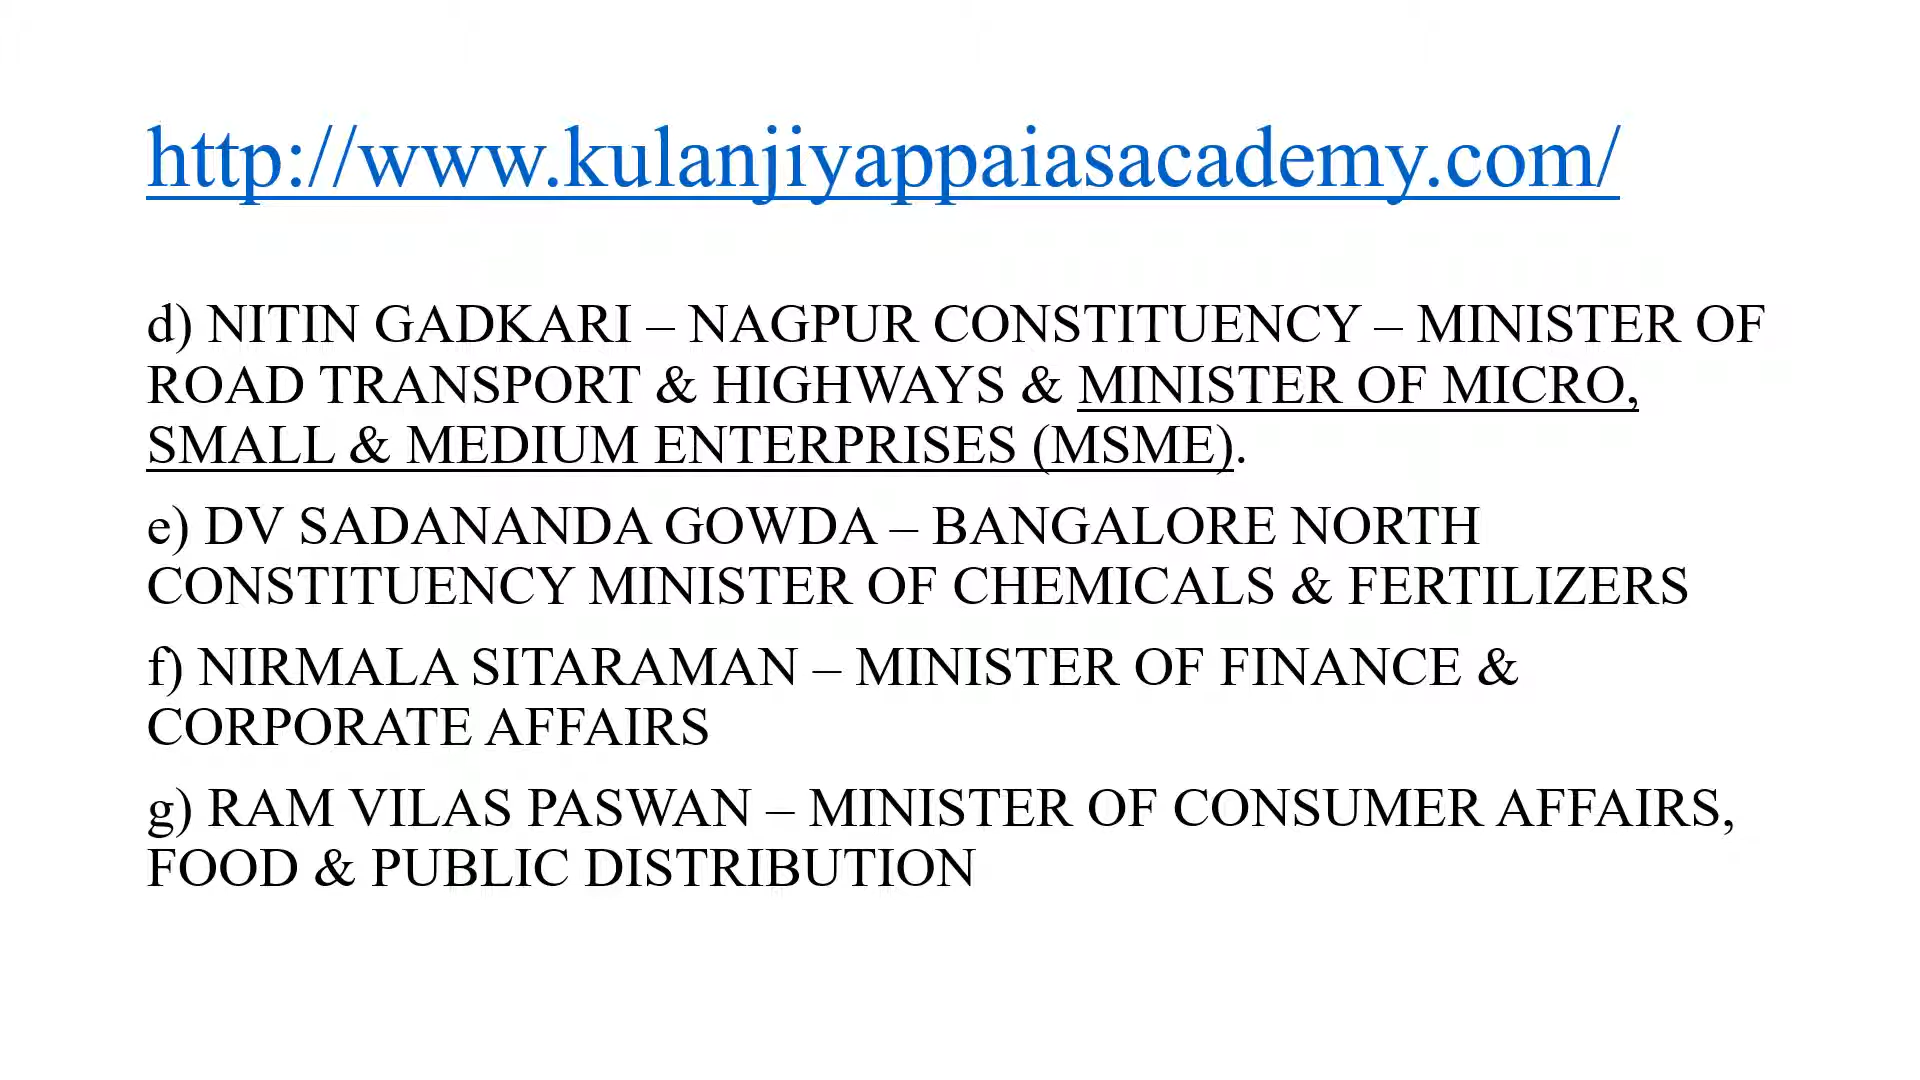 http://www.kulanjiyappaiasacademy.com/
d) NITIN GADKARI – NAGPUR CONSTITUENCY – MINISTER OF
ROAD TRANSPORT & HIGHWAYS & MINISTER OF MICRO,
SMALL & MEDIUM ENTERPRISES (MSME).
e) DV SADANANDA GOWDA – BANGALORE NORTH
CONSTITUENCY MINISTER OF CHEMICALS & FERTILIZERS
f) NIRMALA SITARAMAN – MINISTER OF FINANCE &
CORPORATE AFFAIRS
g) RAM VILAS PASWAN – MINISTER OF CONSUMER AFFAIRS,
FOOD & PUBLIC DISTRIBUTION